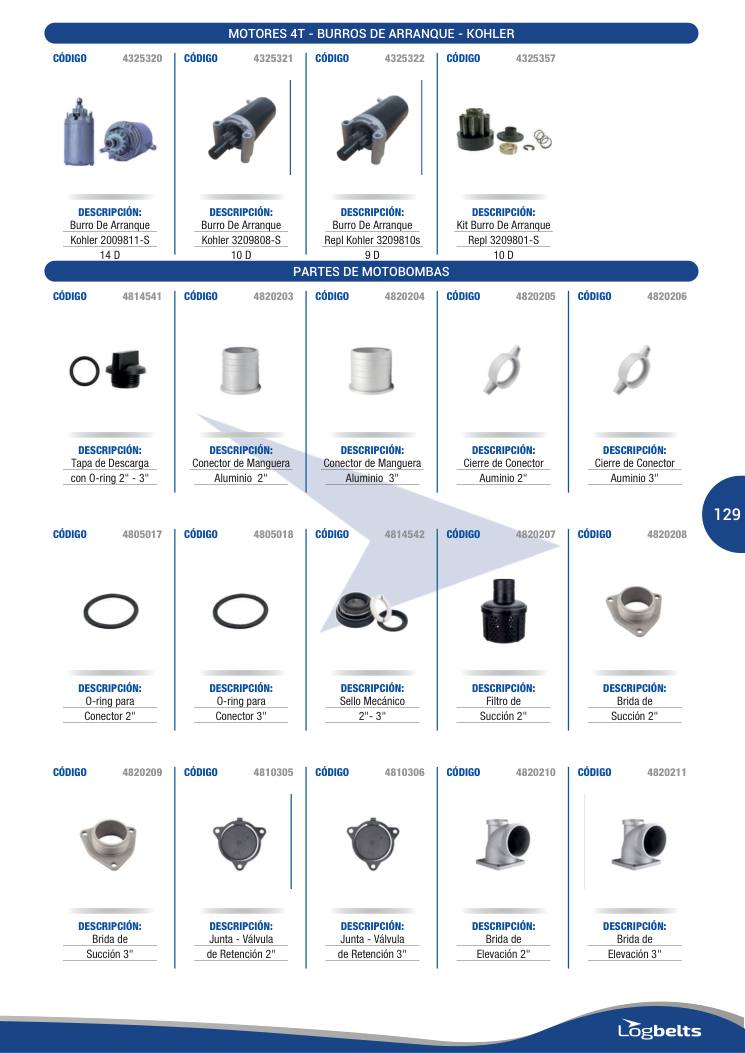 MOTORES 4T - BURROS DE ARRANQUE - KOHLER
CÓDIGO 4325320
DESCRIPCIÓN:
Burro De Arranque
Kohler 2009811-S
14 D
CÓDIGO 4325321
DESCRIPCIÓN:
Burro De Arranque
Kohler 3209808-S
10 D
CÓDIGO 4325322
DESCRIPCIÓN:
Burro De Arranque
Repl Kohler 3209810s
9 D
CÓDIGO 4325357
DESCRIPCIÓN:
Kit Burro De Arranque
Repl 3209801-S
10 D
PARTES DE MOTOBOMBAS
CÓDIGO 4814541
DESCRIPCIÓN:
Tapa de Descarga
con O-ring 2" - 3"
CÓDIGO 4820203
DESCRIPCIÓN:
Conector de Manguera
Aluminio 2"
CÓDIGO 4820204
DESCRIPCIÓN:
Conector de Manguera
Aluminio 3"
CÓDIGO 4820205
DESCRIPCIÓN:
Cierre de Conector
Auminio 2"
CÓDIGO 4820206
DESCRIPCIÓN:
Cierre de Conector
Auminio 3"
129
CÓDIGO 4805017
DESCRIPCIÓN:
O-ring para
Conector 2"
CÓDIGO 4805018
DESCRIPCIÓN:
O-ring para
Conector 3"
CÓDIGO 4814542
DESCRIPCIÓN:
Sello Mecánico
2"- 3"
CÓDIGO 4820207
DESCRIPCIÓN:
Filtro de
Succión 2"
CÓDIGO 4820208
DESCRIPCIÓN:
Brida de
Succión 2"
CÓDIGO 4820209
DESCRIPCIÓN:
Brida de
Succión 3"
CÓDIGO 4810305
DESCRIPCIÓN:
Junta - Válvula
de Retención 2"
CÓDIGO 4810306
DESCRIPCIÓN:
Junta - Válvula
de Retención 3"
CÓDIGO 4820210
DESCRIPCIÓN:
Brida de
Elevación 2"
CÓDIGO 4820211
DESCRIPCIÓN:
Brida de
Elevación 3"
Logbelts